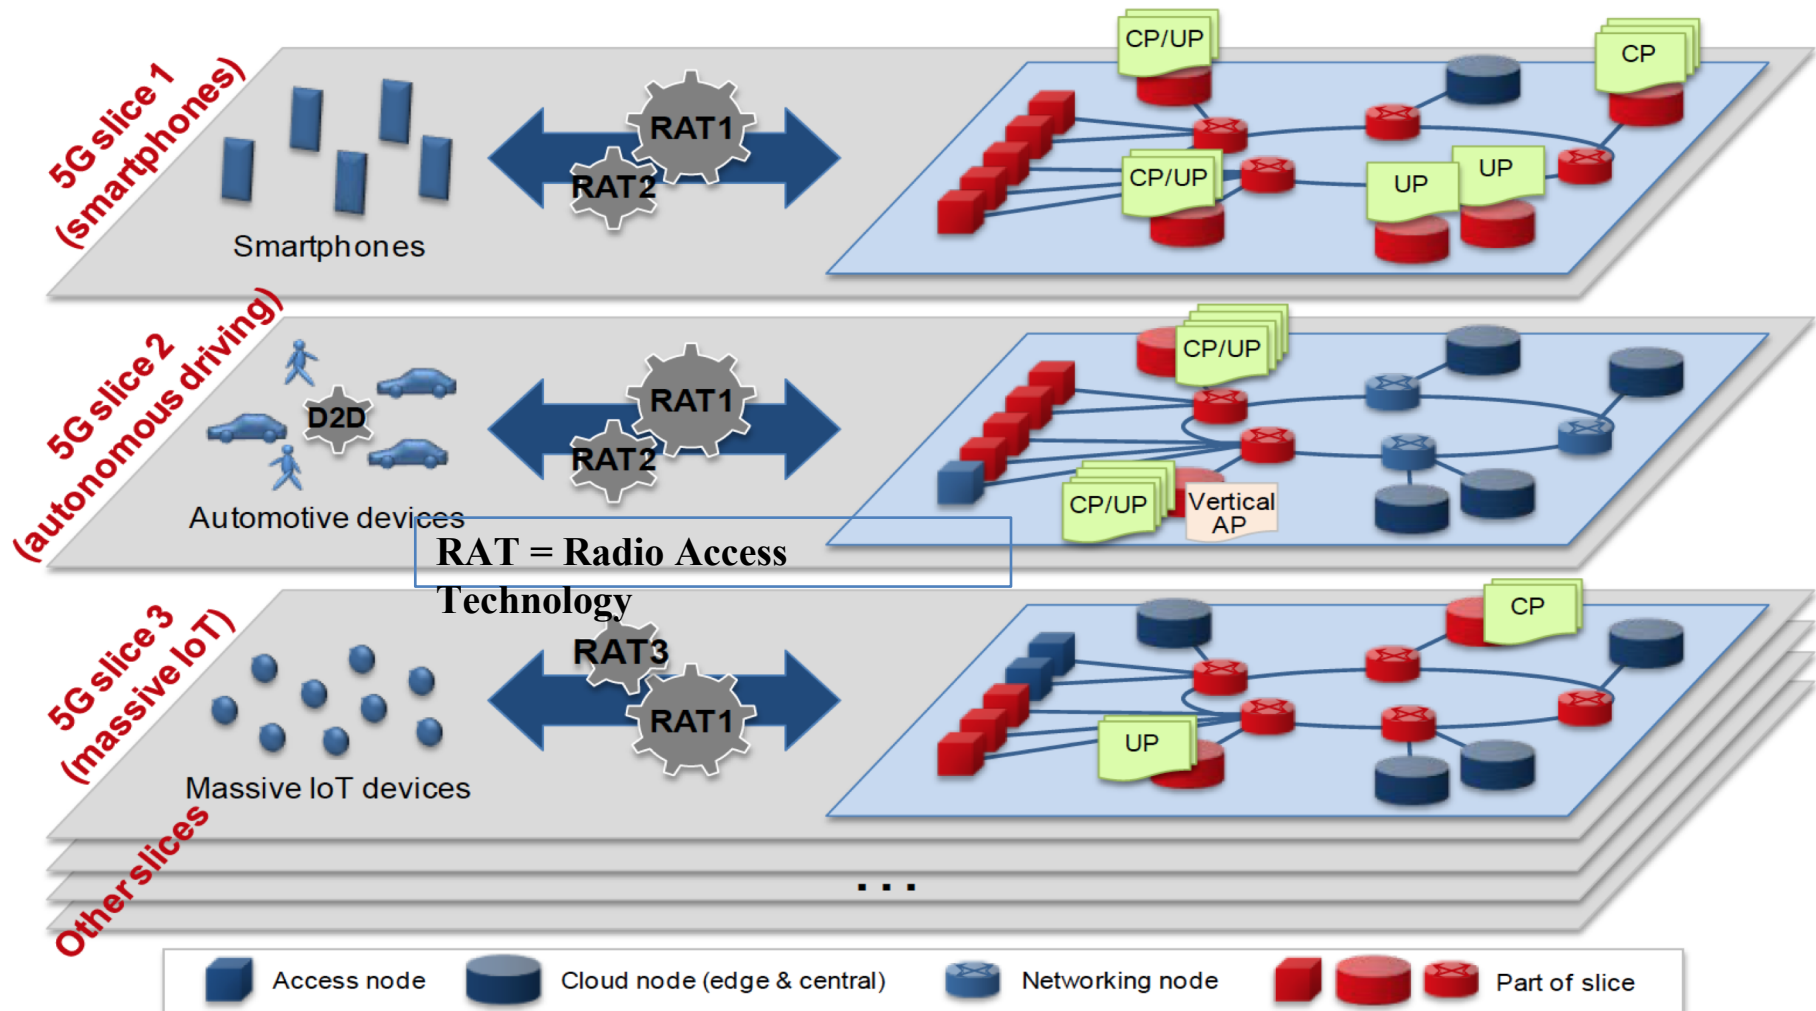 5G slice 1
(smartphones)
Smartphones
RAT1
RAT2
CP/UP
CP
CP/UP
UP
UP
5G slice 2
(autonomous driving)
D2D
Automotive devices
RAT1
RAT2
CP/UP
CP/UP
Vertical
AP
RAT = Radio Access
Technology
5G slice 3
(massive IoT)
Massive IoT devices
RAT3
RAT1
CP
UP
Other slices
...
Access node
Cloud node (edge & central)
Networking node
Part of slice